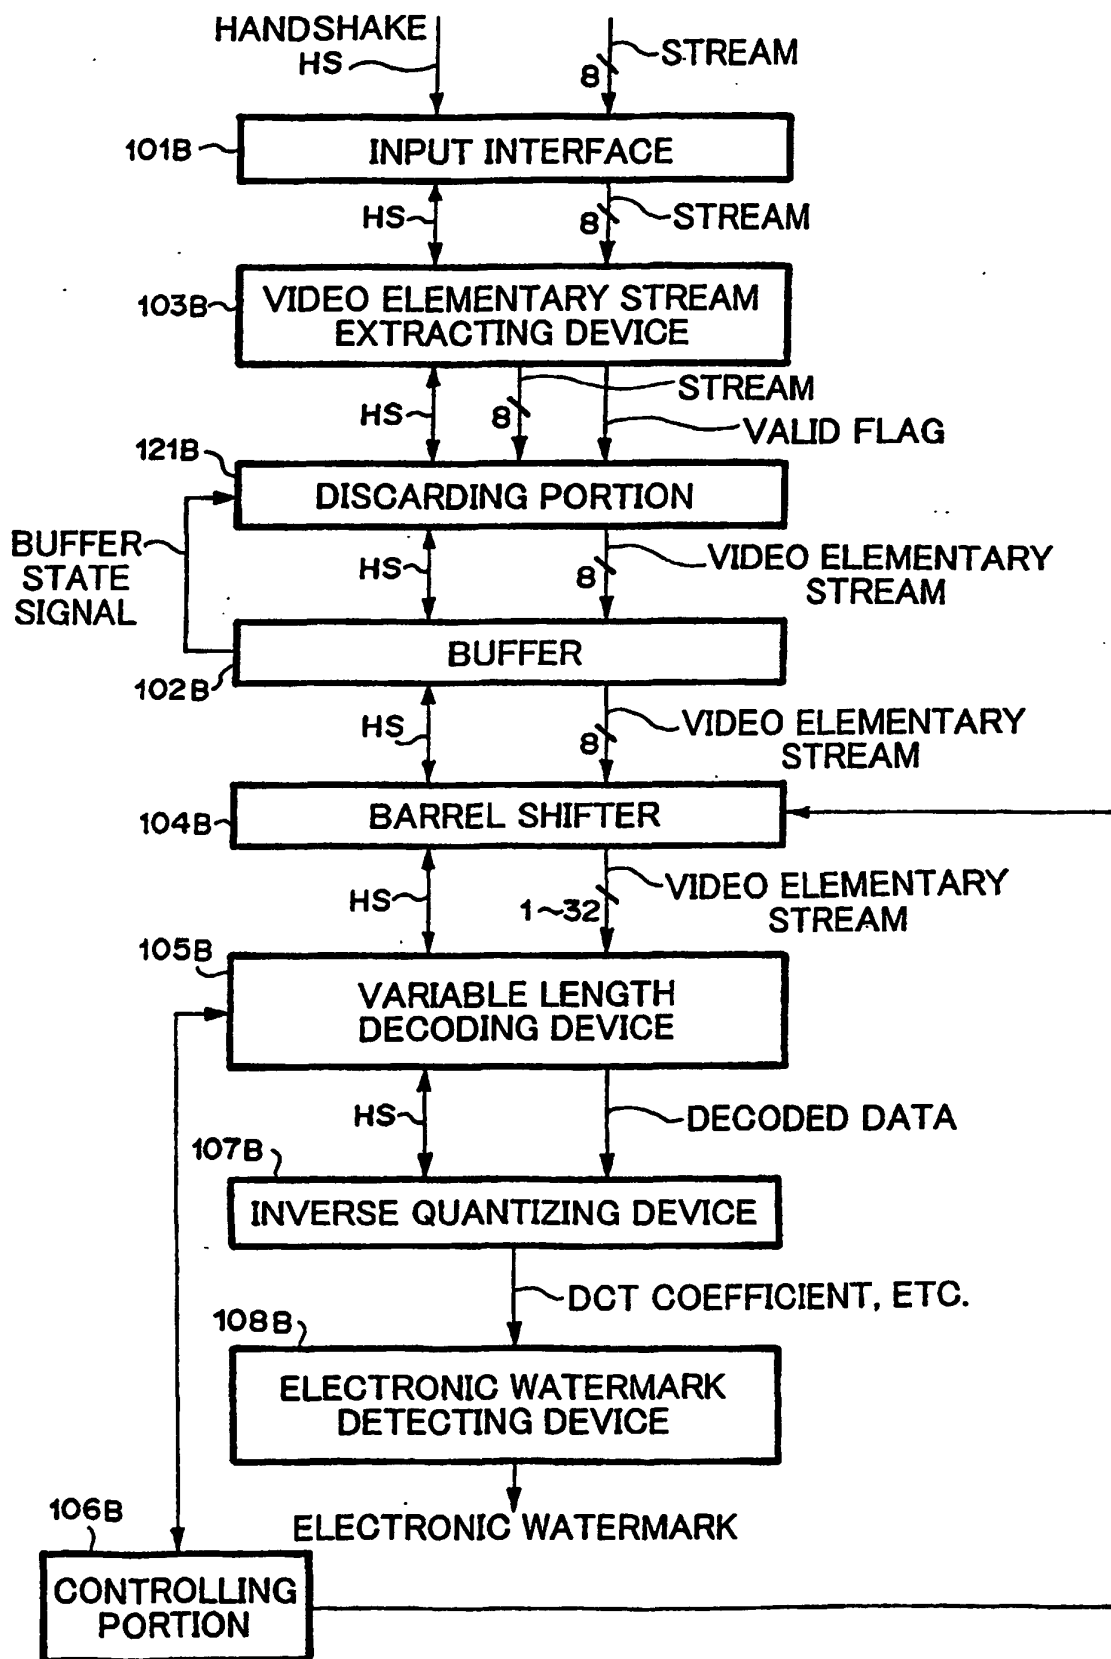 HANDSHAKE
HS
8
STREAM
101B
INPUT INTERFACE
HS
8
STREAM
103B
VIDEO ELEMENTARY STREAM
EXTRACTING DEVICE
HS
8
STREAM
VALID FLAG
121B
DISCARDING PORTION
BUFFER
STATE
SIGNAL
HS
8
VIDEO ELEMENTARY
STREAM
BUFFER
102B
HS
8
VIDEO ELEMENTARY
STREAM
104B
BARREL SHIFTER
HS
1~32
VIDEO ELEMENTARY
STREAM
105B
VARIABLE LENGTH
DECODING DEVICE
HS
DECODED DATA
107B
INVERSE QUANTIZING DEVICE
DCT COEFFICIENT, ETC.
108B
ELECTRONIC WATERMARK
DETECTING DEVICE
ELECTRONIC WATERMARK
106B
CONTROLLING
PORTION